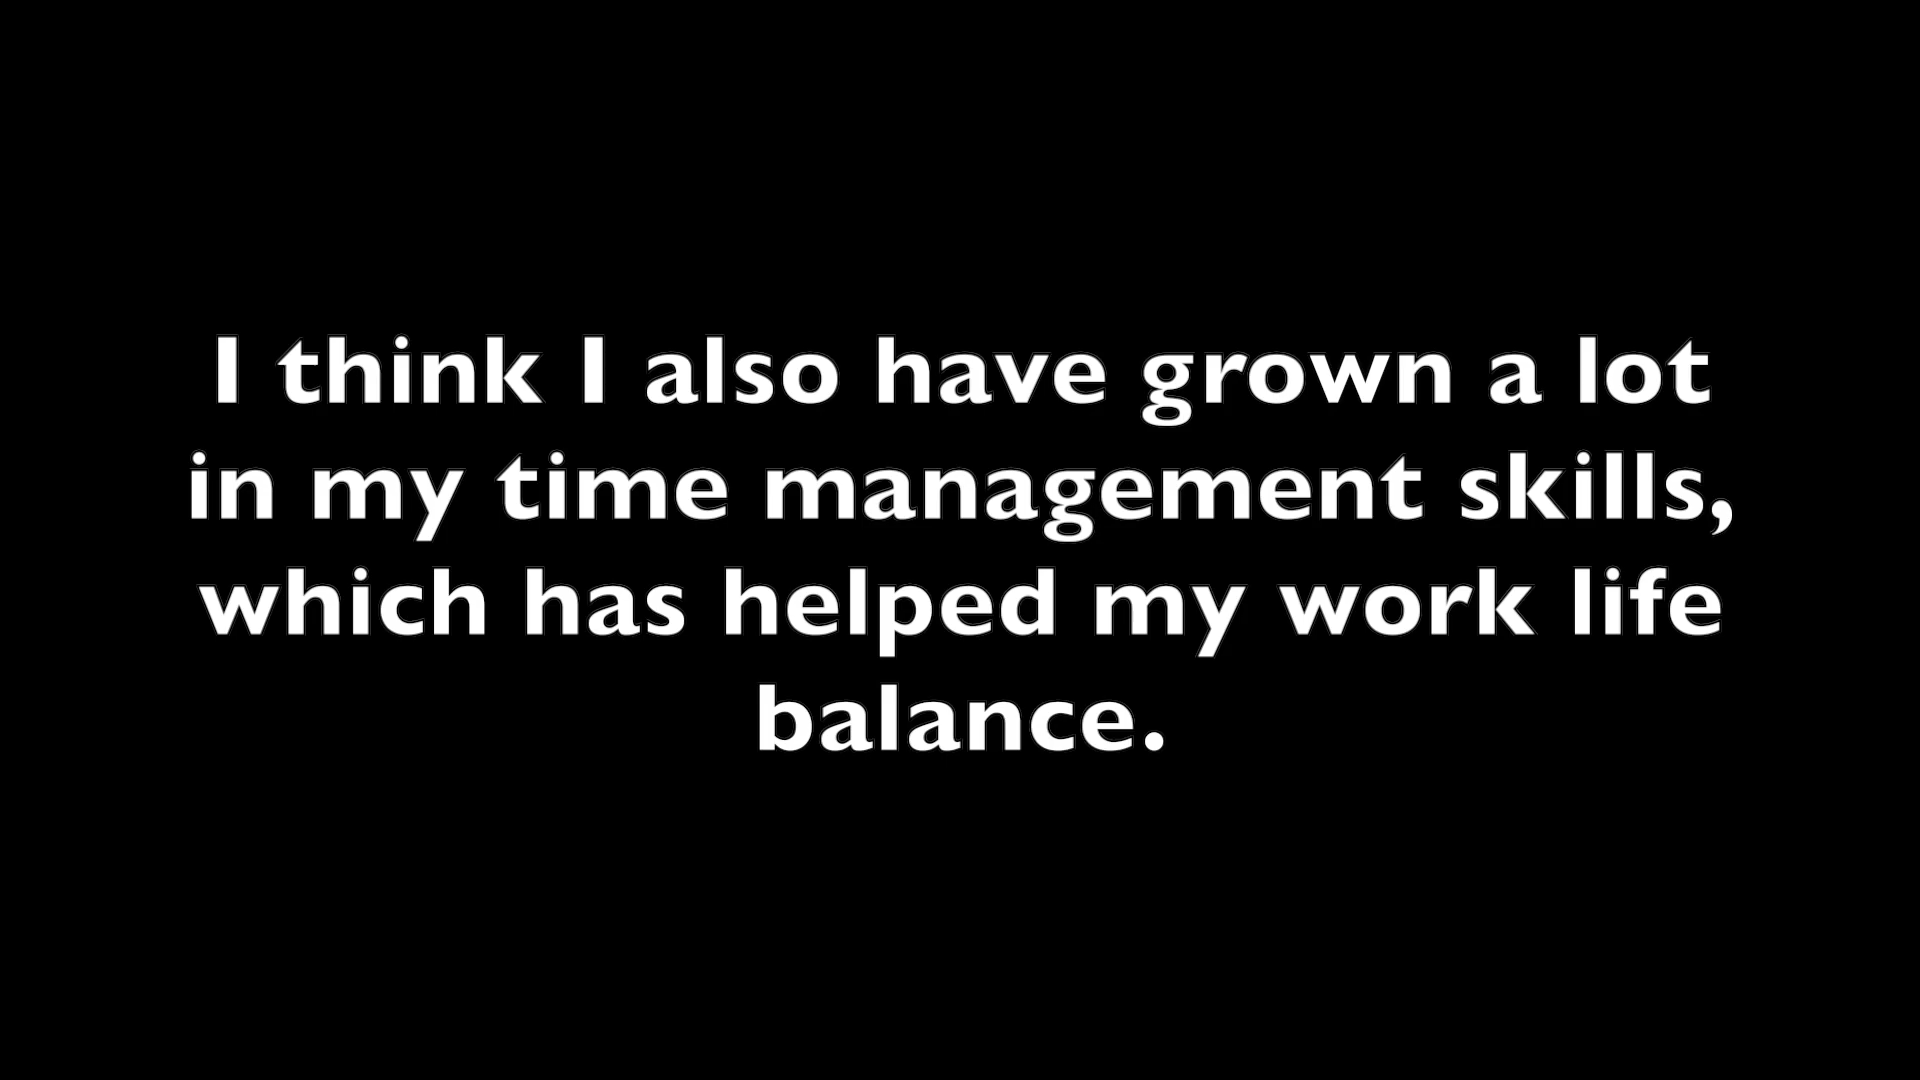 I think I also have grown a lot
in my time management skills,
which has helped my work life
balance.